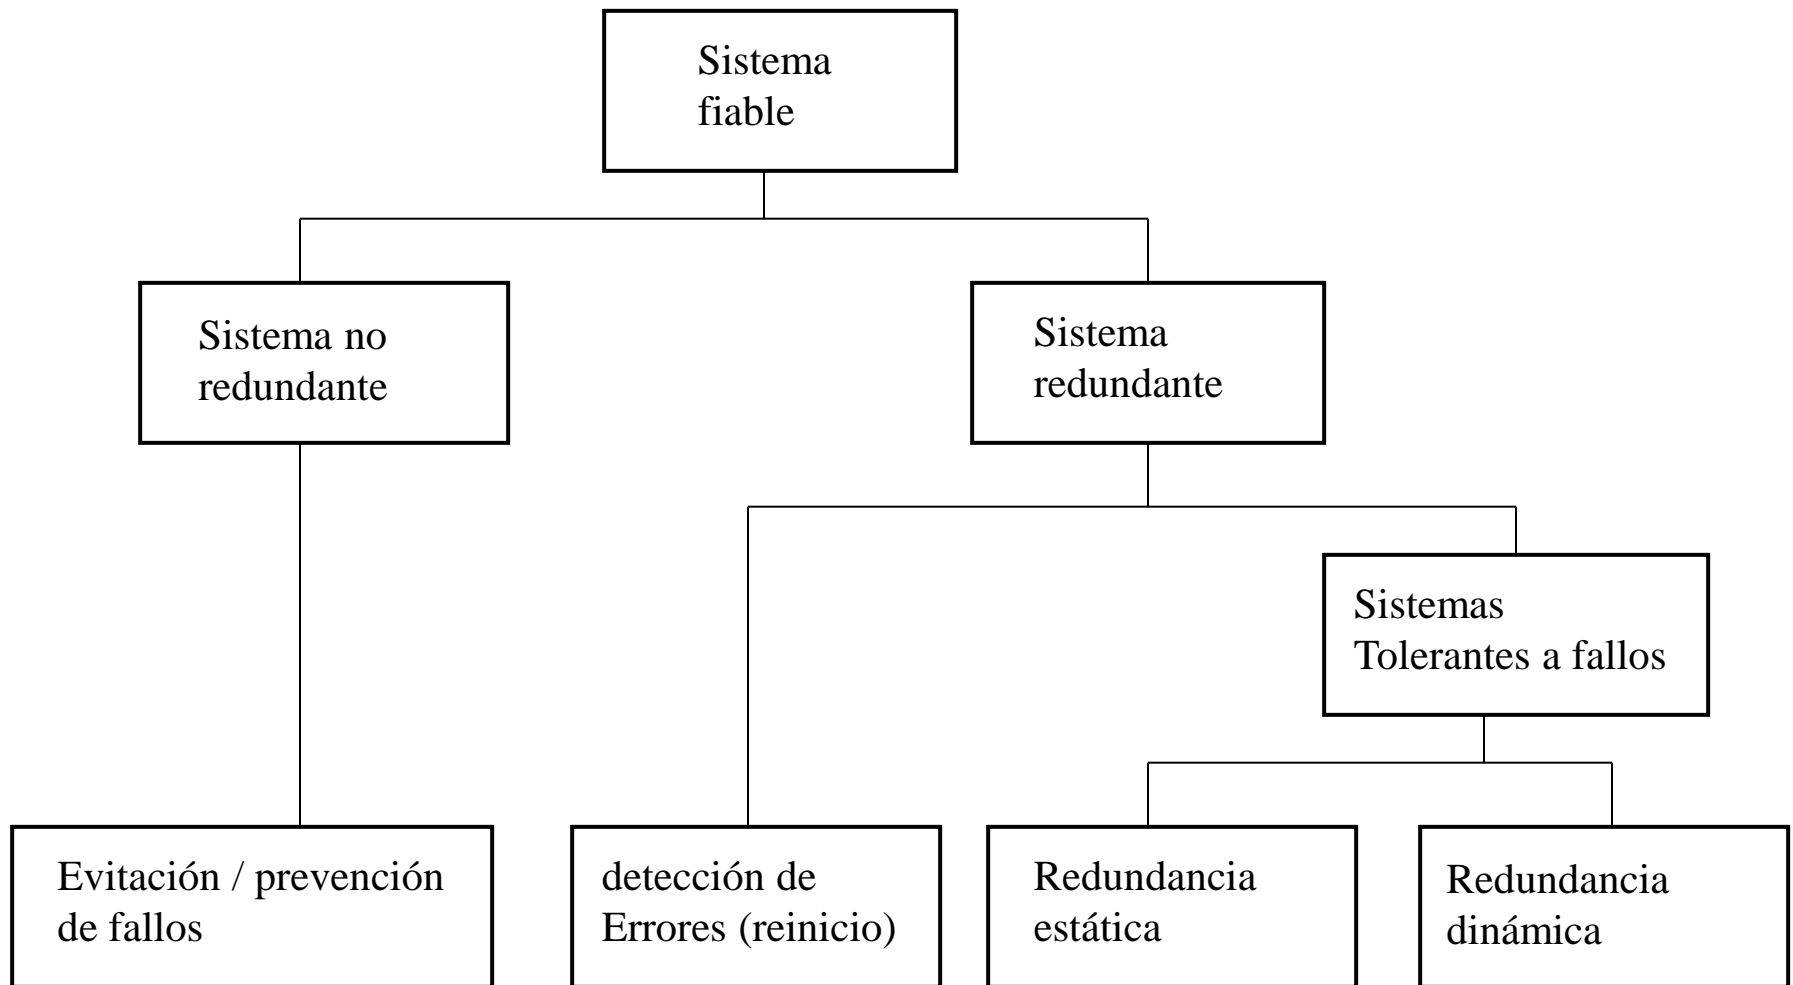 Sistema
fiable
Sistema no
redundante
Sistema
redundante
Sistemas
Tolerantes a fallos
Evitación / prevención
de fallos
detección de
Errores (reinicio)
Redundancia
estática
Redundancia
dinámica